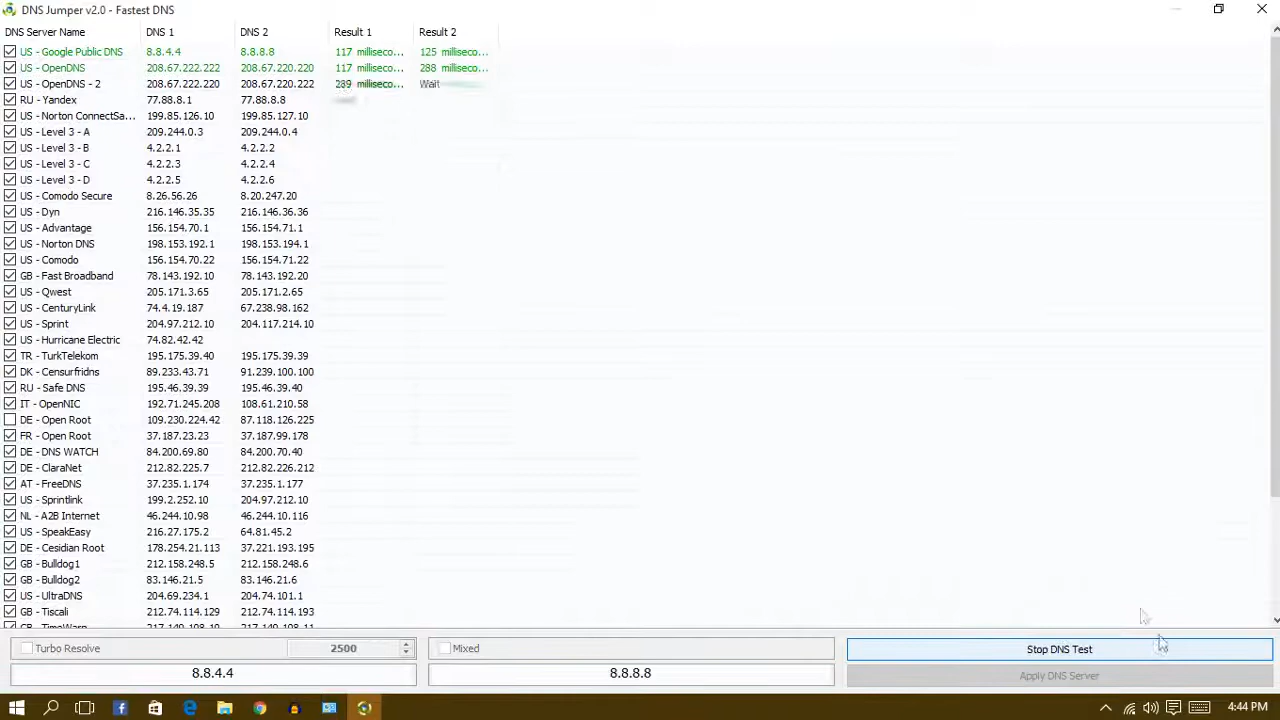 DNS Jumper v2.0 - Fastest DNS
DNS Server Name DNS 1 DNS 2 Result 1 Result 2
US - Google Public DNS 8.8.4.4 8.8.8.8 117 milliseco... 125 milliseco...
US - OpenDNS 208.67.222.222 208.67.220.220 117 milliseco... 288 milliseco...
US - OpenDNS - 2 208.67.222.220 208.67.220.222 289 milliseco... Wait
RU - Yandex 77.88.8.1 77.88.8.8
US - Norton ConnectSa... 199.85.126.10 199.85.127.10
US - Level 3 - A 209.244.0.3 209.244.0.4
US - Level 3 - B 4.2.2.1 4.2.2.2
US - Level 3 - C 4.2.2.3 4.2.2.4
US - Level 3 - D 4.2.2.5 4.2.2.6
US - Comodo Secure 8.26.56.26 8.20.247.20
US - Dyn 216.146.35.35 216.146.36.36
US - Advantage 156.154.70.1 156.154.71.1
US - Norton DNS 198.153.192.1 198.153.194.1
US - Comodo 156.154.70.22 156.154.71.22
GB - Fast Broadband 78.143.192.10 78.143.192.20
US - Qwest 205.171.3.65 205.171.2.65
US - CenturyLink 74.4.19.187 67.238.98.162
US - Sprint 204.97.212.10 204.117.214.10
US - Hurricane Electric 74.82.42.42
TR - TurkTelekom 195.175.39.40 195.175.39.39
DK - Censurfridns 89.233.43.71 91.239.100.100
RU - Safe DNS 195.46.39.39 195.46.39.40
IT - OpenNIC 192.71.245.208 108.61.210.58
DE - Open Root 109.230.224.42 87.118.126.225
FR - Open Root 37.187.23.23 37.187.99.178
DE - DNS WATCH 84.200.69.80 84.200.70.40
DE - ClaraNet 212.82.225.7 212.82.226.212
AT - FreeDNS 37.235.1.174 37.235.1.177
US - Sprintlink 199.2.252.10 204.97.212.10
NL - A2B Internet 46.244.10.98 46.244.10.116
US - SpeakEasy 216.27.175.2 64.81.45.2
DE - Cesidian Root 178.254.21.113 37.221.193.195
GB - Bulldog1 212.158.248.5 212.158.248.6
GB - Bulldog2 83.146.21.5 83.146.21.6
US - UltraDNS 204.69.234.1 204.74.101.1
GB - Tiscali 212.74.114.129 212.74.114.193
Turbo Resolve 2500 Mixed Stop DNS Test
8.8.4.4 8.8.8.8 Apply DNS Server
4:44 PM